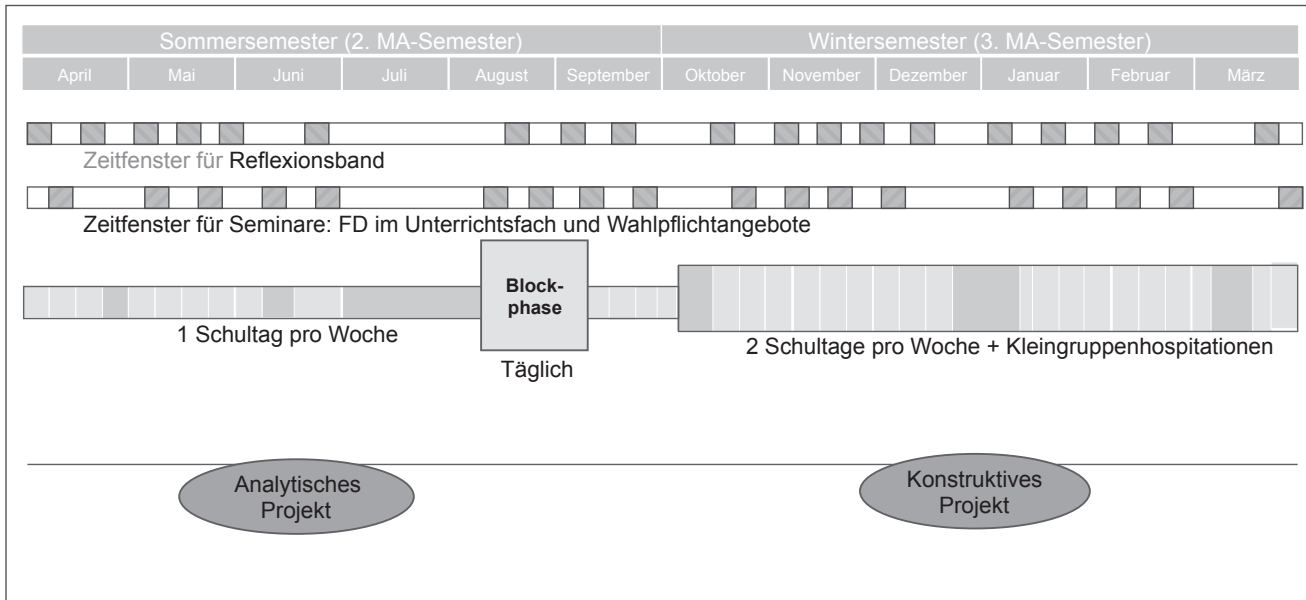 Sommersemester (2. MA-Semester)
Wintersemester (3. MA-Semester)
April
Mai
Juni
Juli
August
September
Oktober
November
Dezember
Januar
Februar
März
Zeitfenster für Reflexionsband
Zeitfenster für Seminare: FD im Unterrichtsfach und Wahlpflichtangebote
1 Schultag pro Woche
Block-
phase
Täglich
2 Schultage pro Woche + Kleingruppenhospitationen
Analytisches
Projekt
Konstruktives
Projekt